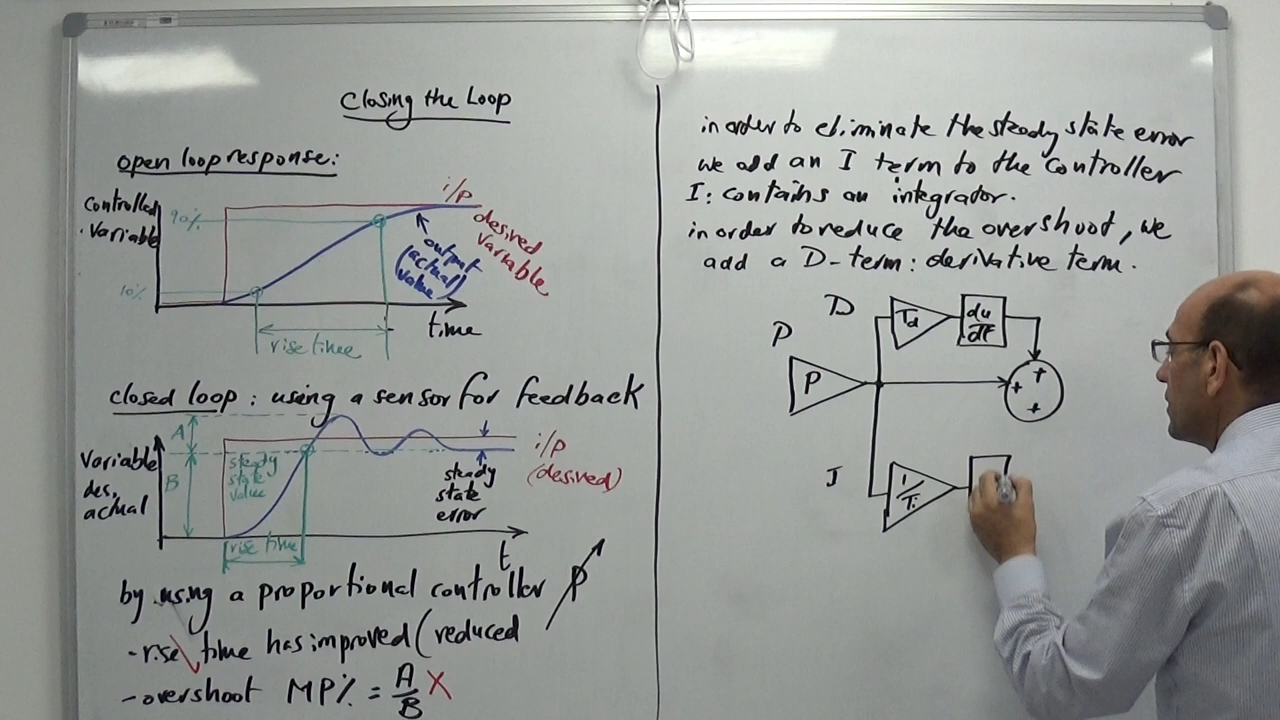 Closing the Loop
open loop response:
Controlled
Variable
90%
10%
i/p
desired
variable
output
(actual)
value
time
rise time
closed loop: using a sensor for feedback
A
B
Variable
des,
actual
steady
state
value
rise time
steady
state
error
i/p
(desired)
t
by using a proportional controller P
- rise time has improved (reduced
- overshoot MP% = A/B X
in order to eliminate the steady state error
we add an I term to the controller
I: contains an integrator.
in order to reduce the overshoot, we
add a D-term: derivative term.
D
Td
du/dt
P
P
+
+
+
I
1/Ti